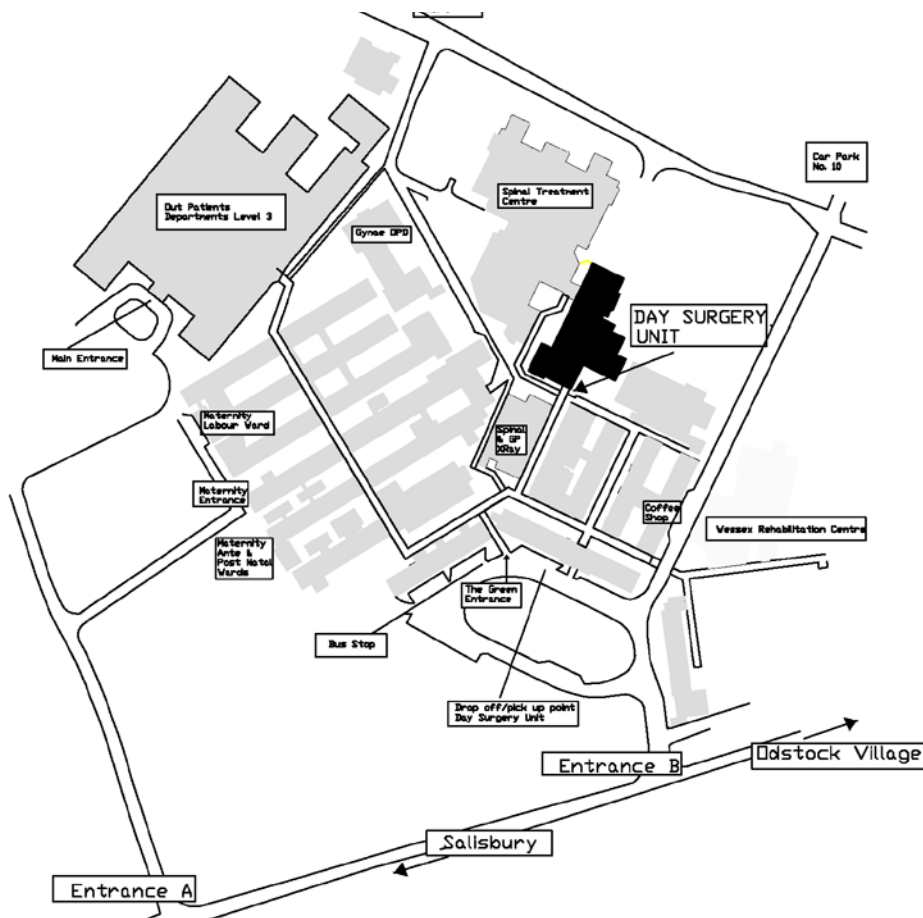 Car Park
No. 10
Spinal Treatment
Centre
Out Patients
Departments Level 3
Gynae OPD
DAY SURGERY
UNIT
Main Entrance
Maternity
Labour Ward
Spinal
& GP
XRay
Maternity
Entrance
Coffee
Shop
Wessex Rehabilitation Centre
Maternity
Ante &
Post Natal
Wards
The Green
Entrance
Bus Stop
Drop off/pick up point
Day Surgery Unit
Entrance B
Odstock Village
Salisbury
Entrance A